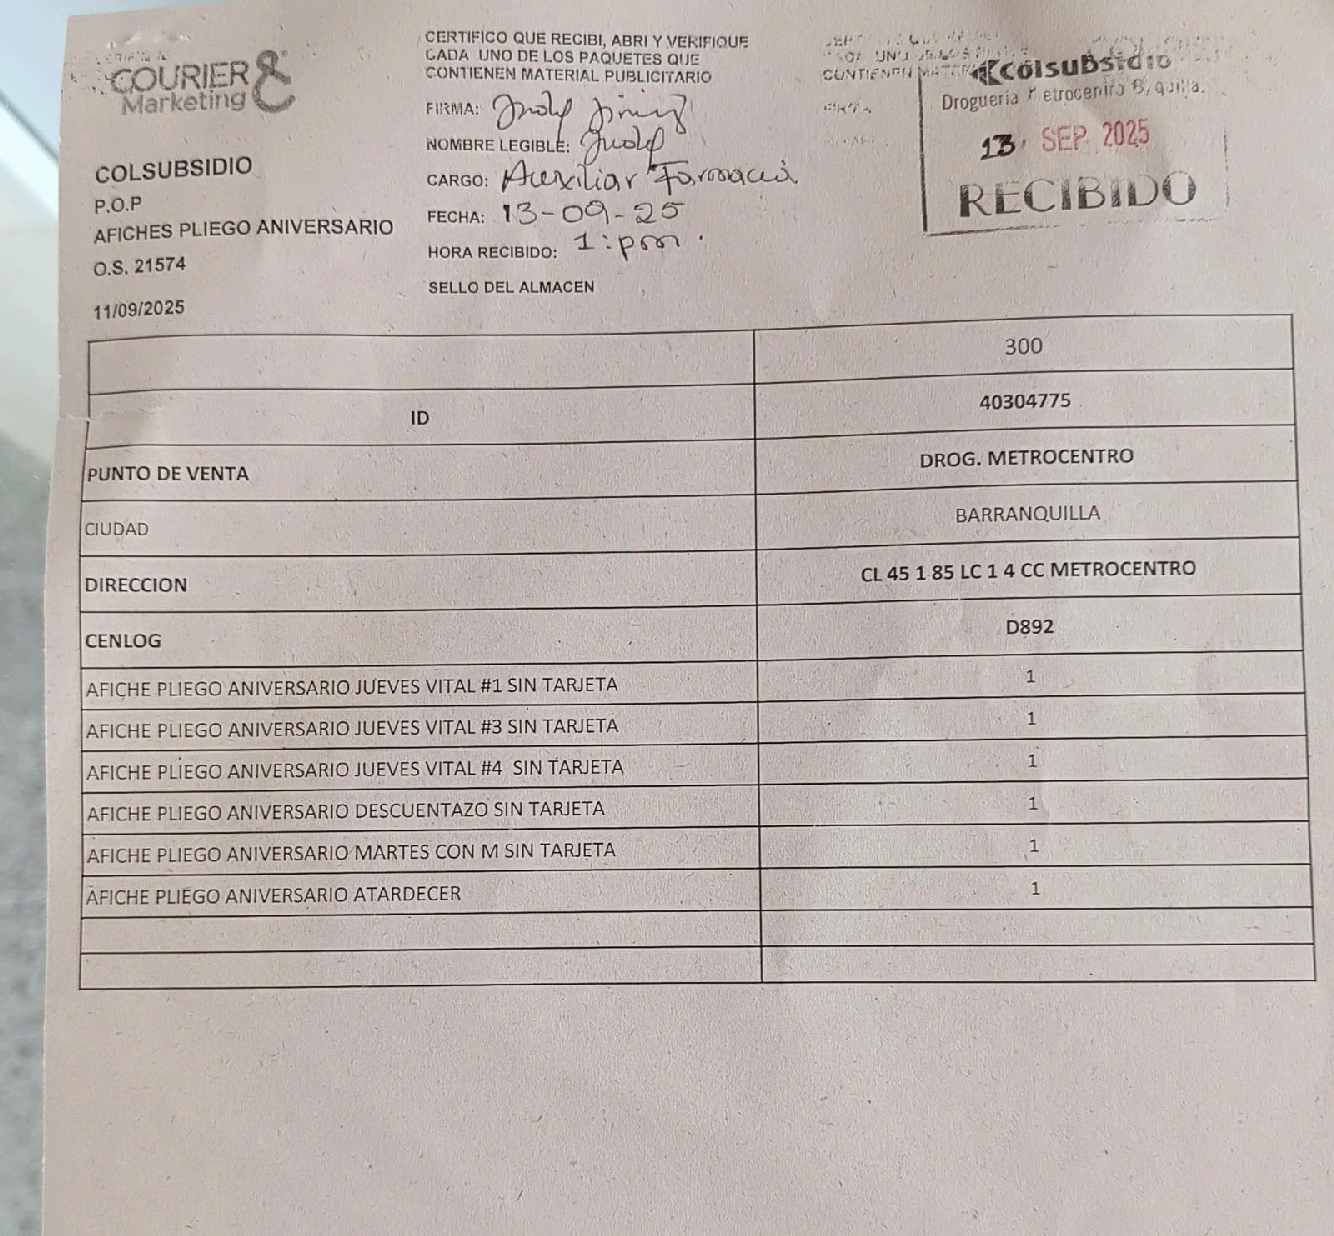 COURIER &
Marketing
COLSUBSIDIO
P.O.P
AFICHES PLIEGO ANIVERSARIO
O.S. 21574
11/09/2025
CERTIFICO QUE RECIBI, ABRI Y VERIFIQUE
CADA UNO DE LOS PAQUETES QUE
CONTIENEN MATERIAL PUBLICITARIO
FIRMA:
NOMBRE LEGIBLE:
CARGO: Auxiliar Farmacia
FECHA: 13-09-25
HORA RECIBIDO: 1:pm.
SELLO DEL ALMACEN
CONTIENEN
colsubsidio
Droguería Metrocentro B/quilla.
13 SEP 2025
RECIBIDO
300
ID 40304775
PUNTO DE VENTA DROG. METROCENTRO
CIUDAD BARRANQUILLA
DIRECCION CL 45 1 85 LC 1 4 CC METROCENTRO
CENLOG D892
AFICHE PLIEGO ANIVERSARIO JUEVES VITAL #1 SIN TARJETA 1
AFICHE PLIEGO ANIVERSARIO JUEVES VITAL #3 SIN TARJETA 1
AFICHE PLIEGO ANIVERSARIO JUEVES VITAL #4 SIN TARJETA 1
AFICHE PLIEGO ANIVERSARIO DESCUENTAZO SIN TARJETA 1
AFICHE PLIEGO ANIVERSARIO MARTES CON M SIN TARJETA 1
AFICHE PLIEGO ANIVERSARIO ATARDECER 1